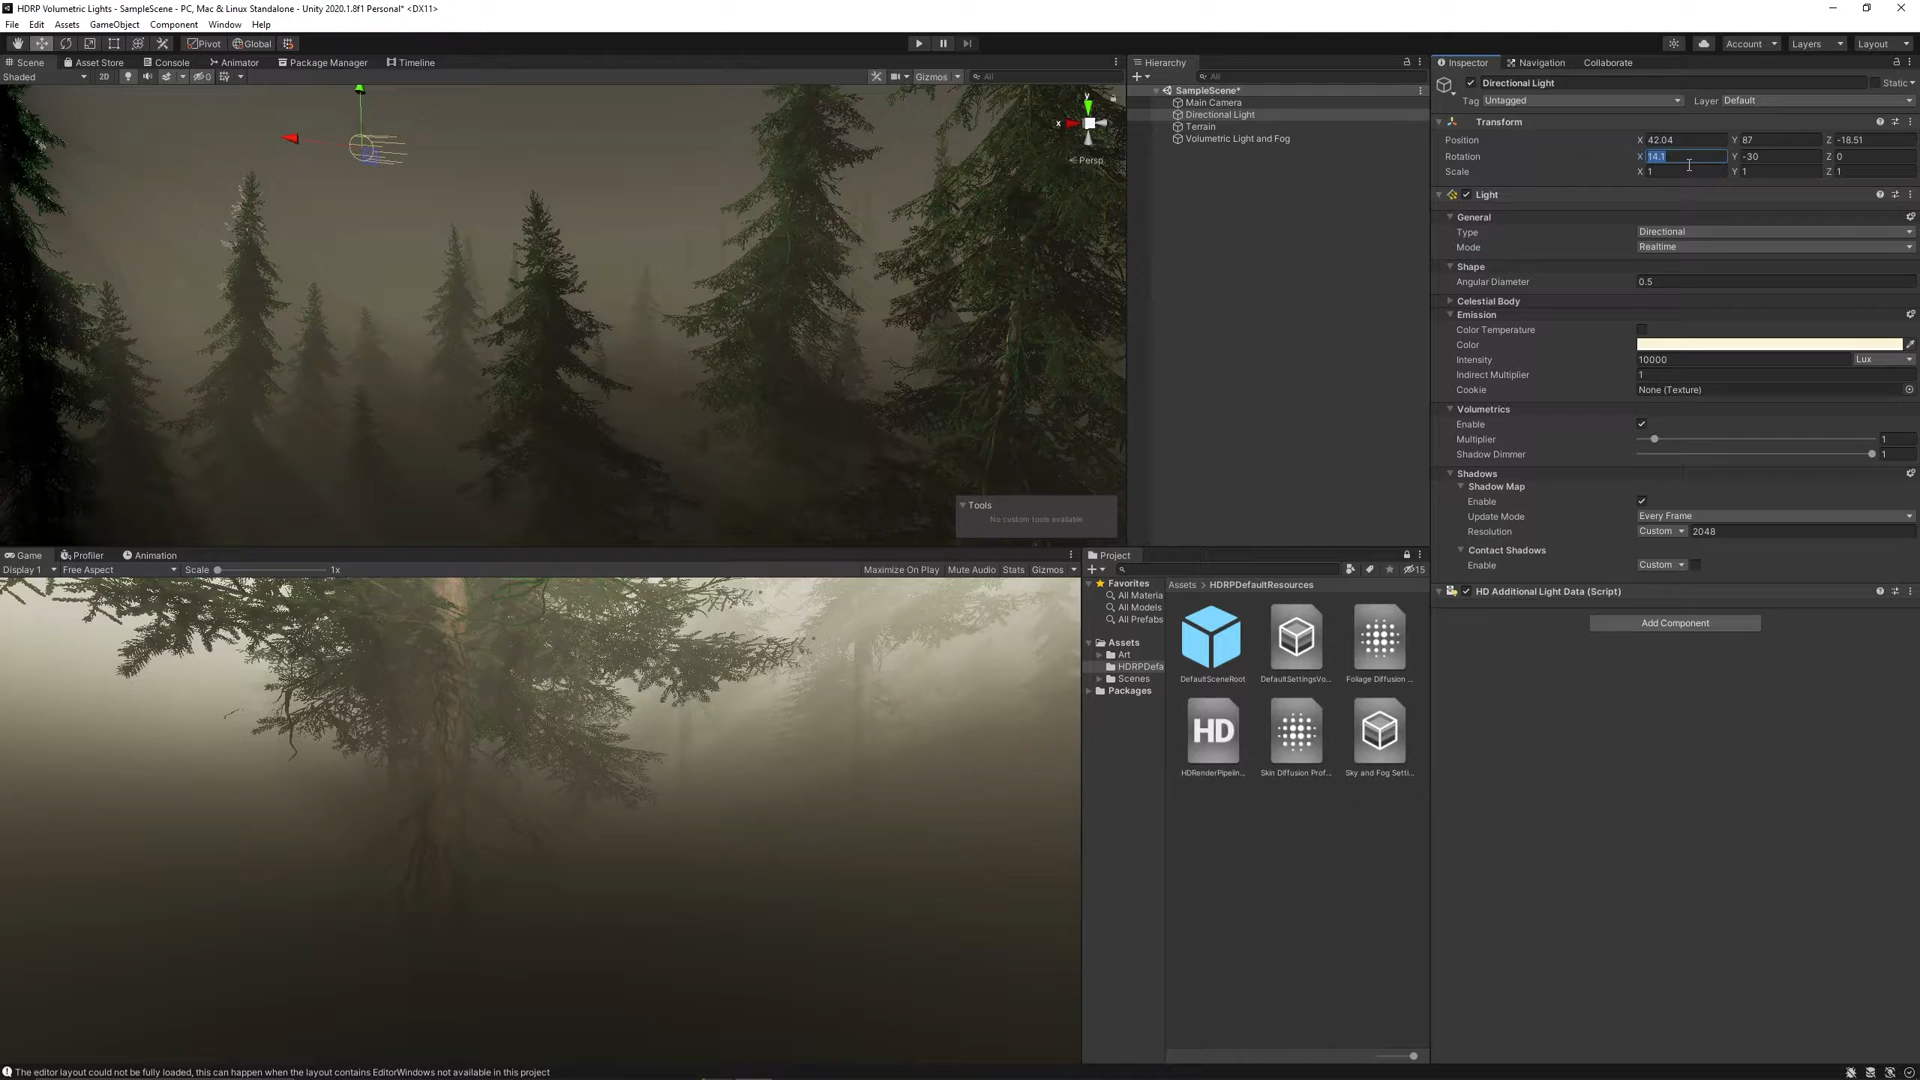 HDRP Volumetric Lights - SampleScene - PC, Mac & Linux Standalone - Unity 2020.1.8f1 Personal* <DX11>
File Edit Assets GameObject Component Window Help
Pivot Global Account Layers Layout
Scene Asset Store Console Animator Package Manager Timeline
Shaded 2D 0 Gizmos All
y
x
Persp
Tools
No custom tools available
Hierarchy
All
SampleScene*
Main Camera
Directional Light
Terrain
Volumetric Light and Fog
Inspector Navigation Collaborate
Directional Light Static
Tag Untagged Layer Default
Transform
Position X 42.04 Y 87 Z -18.51
Rotation X 14.1 Y -30 Z 0
Scale X 1 Y 1 Z 1
Light
General
Type Directional
Mode Realtime
Shape
Angular Diameter 0.5
Celestial Body
Emission
Color Temperature
Color
Intensity 10000 Lux
Indirect Multiplier 1
Cookie None (Texture)
Volumetrics
Enable
Multiplier 1
Shadow Dimmer 1
Shadows
Shadow Map
Enable
Update Mode Every Frame
Resolution Custom 2048
Contact Shadows
Enable Custom
HD Additional Light Data (Script)
Add Component
Game Profiler Animation
Display 1 Free Aspect Scale 1x Maximize On Play Mute Audio Stats Gizmos
Project
15
Favorites
All Materia
All Models
All Prefabs
Assets
Art
HDRPDefa
Scenes
Packages
Assets HDRPDefaultResources
DefaultSceneRoot DefaultSettingsVo... Foliage Diffusion ...
HD
HDRenderPipelin... Skin Diffusion Prof... Sky and Fog Setti...
The editor layout could not be fully loaded, this can happen when the layout contains EditorWindows not available in this project